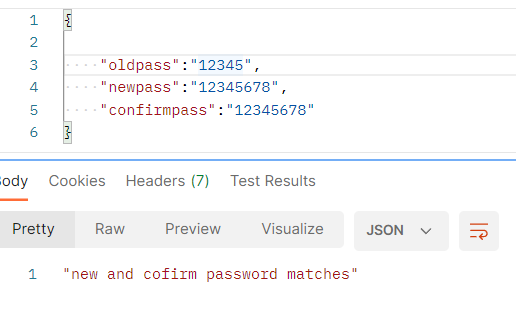 1 {
2
3 "oldpass":"12345",
4 "newpass":"12345678",
5 "confirmpass":"12345678"
6 }
Body Cookies Headers (7) Test Results
Pretty Raw Preview Visualize JSON
1 "new and cofirm password matches"